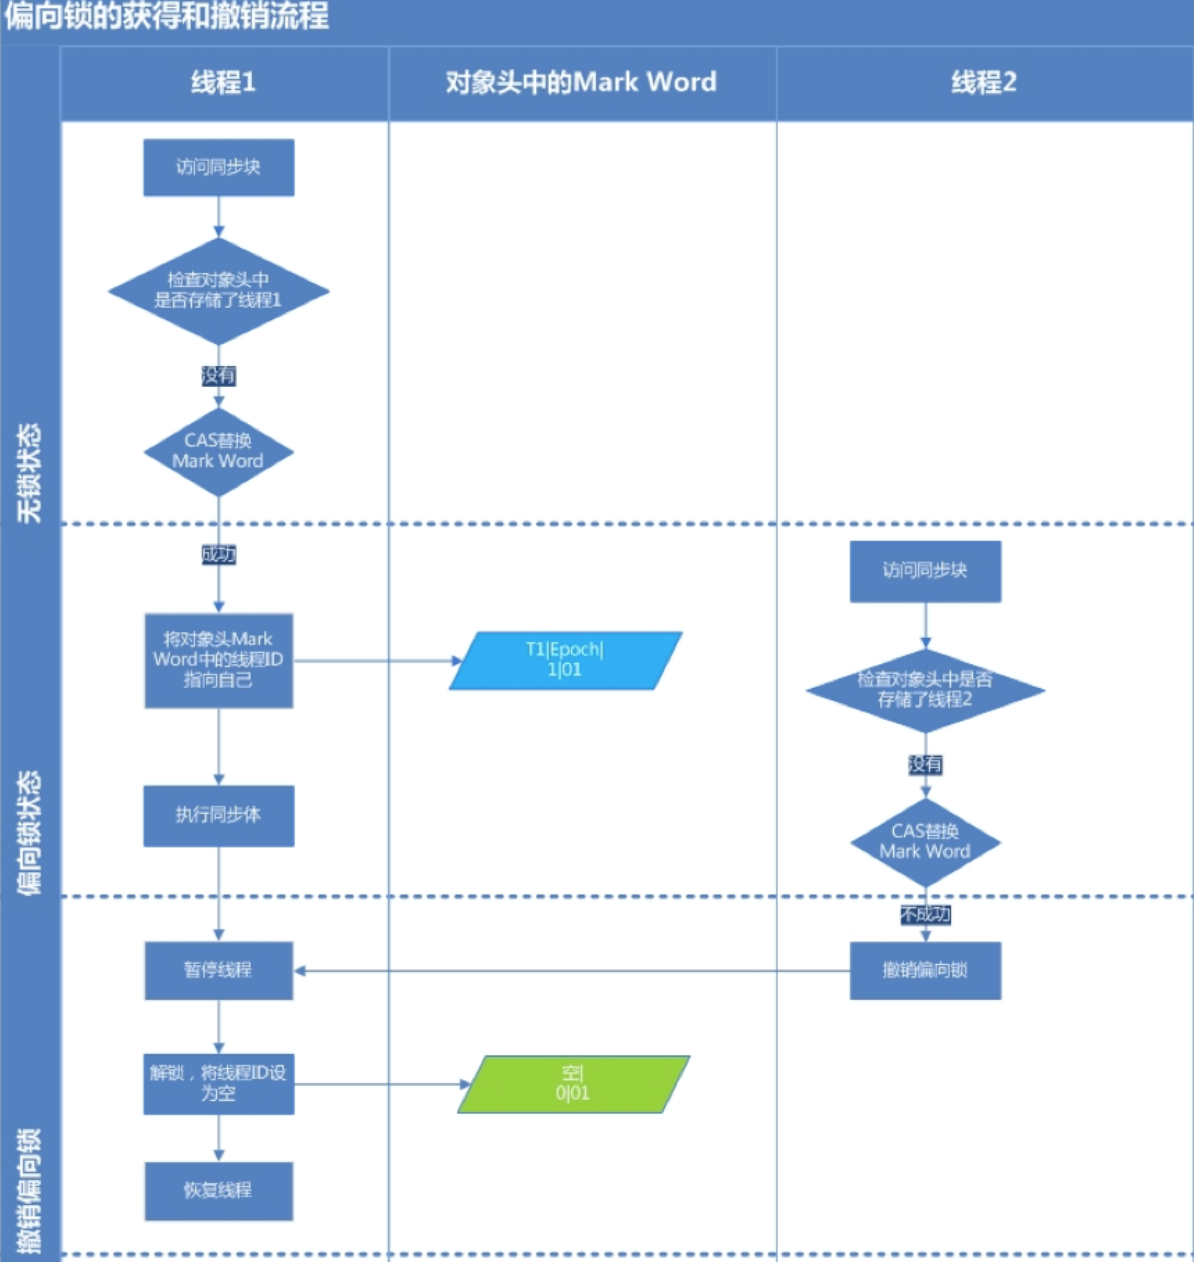 偏向锁的获得和撤销流程
线程1
对象头中的Mark Word
线程2
无锁状态
访问同步块
检查对象头中
是否存储了线程1
没有
CAS替换
Mark Word
偏向锁状态
成功
将对象头Mark
Word中的线程ID
指向自己
T1|Epoch|
1|01
执行同步体
访问同步块
检查对象头中是否
存储了线程2
没有
CAS替换
Mark Word
撤销偏向锁
不成功
撤销偏向锁
暂停线程
解锁，将线程ID设
为空
空|
0|01
恢复线程